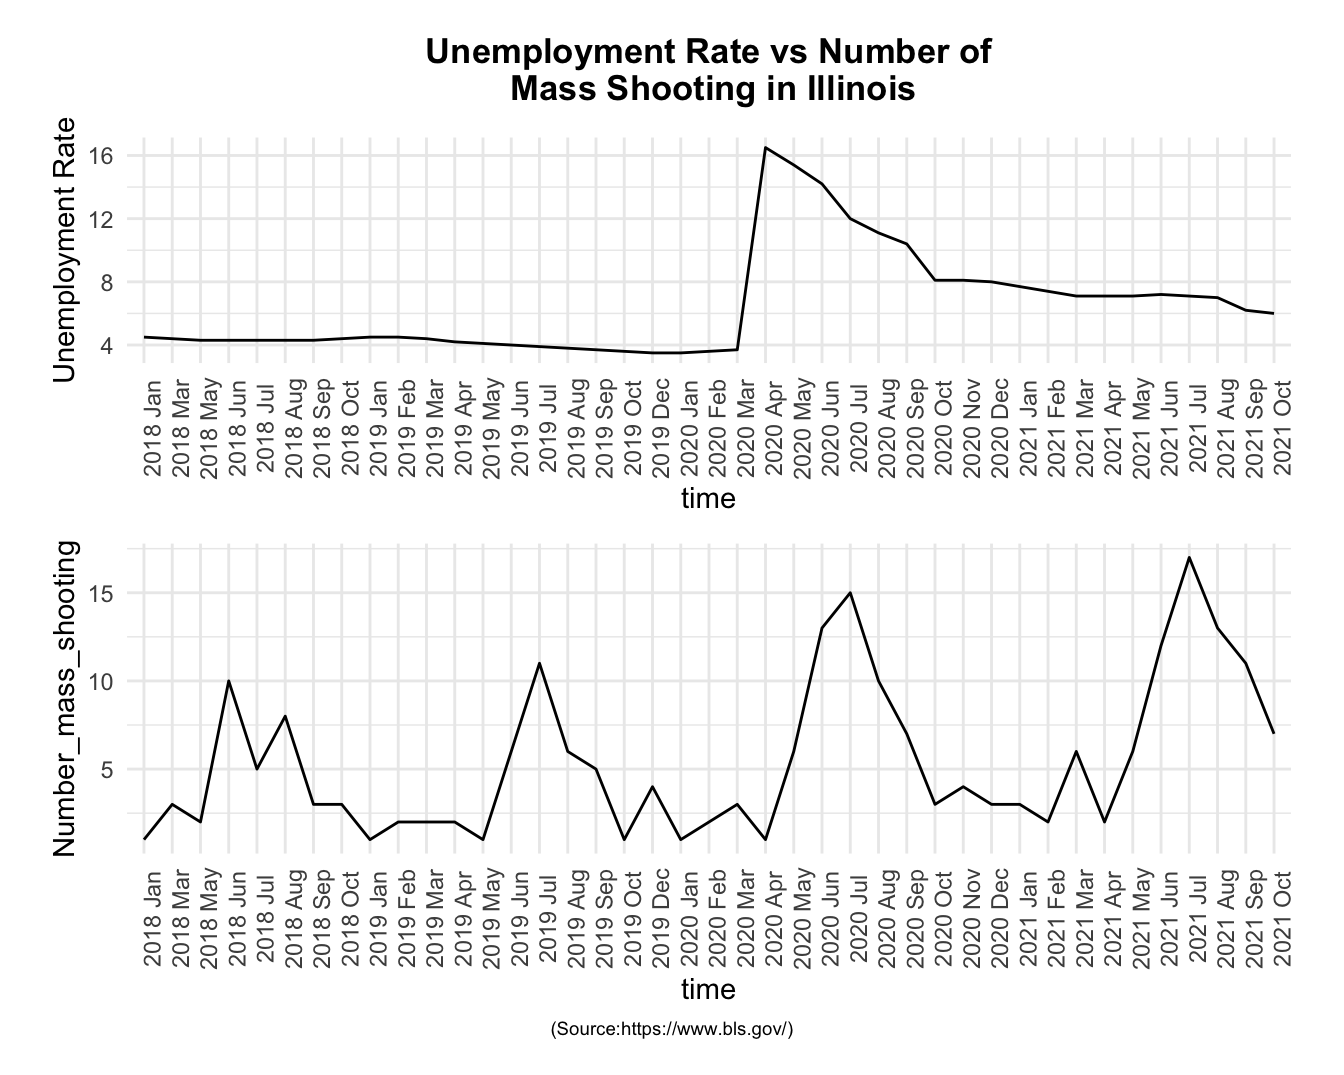 Unemployment Rate vs Number of
Mass Shooting in Illinois
Unemployment Rate
16
12
8
4
2018 Jan
2018 Mar
2018 May
2018 Jun
2018 Jul
2018 Aug
2018 Sep
2018 Oct
2019 Jan
2019 Feb
2019 Mar
2019 Apr
2019 May
2019 Jun
2019 Jul
2019 Aug
2019 Sep
2019 Oct
2019 Dec
2020 Jan
2020 Feb
2020 Mar
2020 Apr
2020 May
2020 Jun
2020 Jul
2020 Aug
2020 Sep
2020 Oct
2020 Nov
2020 Dec
2021 Jan
2021 Feb
2021 Mar
2021 Apr
2021 May
2021 Jun
2021 Jul
2021 Aug
2021 Sep
2021 Oct
time
Number_mass_shooting
15
10
5
2018 Jan
2018 Mar
2018 May
2018 Jun
2018 Jul
2018 Aug
2018 Sep
2018 Oct
2019 Jan
2019 Feb
2019 Mar
2019 Apr
2019 May
2019 Jun
2019 Jul
2019 Aug
2019 Sep
2019 Oct
2019 Dec
2020 Jan
2020 Feb
2020 Mar
2020 Apr
2020 May
2020 Jun
2020 Jul
2020 Aug
2020 Sep
2020 Oct
2020 Nov
2020 Dec
2021 Jan
2021 Feb
2021 Mar
2021 Apr
2021 May
2021 Jun
2021 Jul
2021 Aug
2021 Sep
2021 Oct
time
(Source:https://www.bls.gov/)